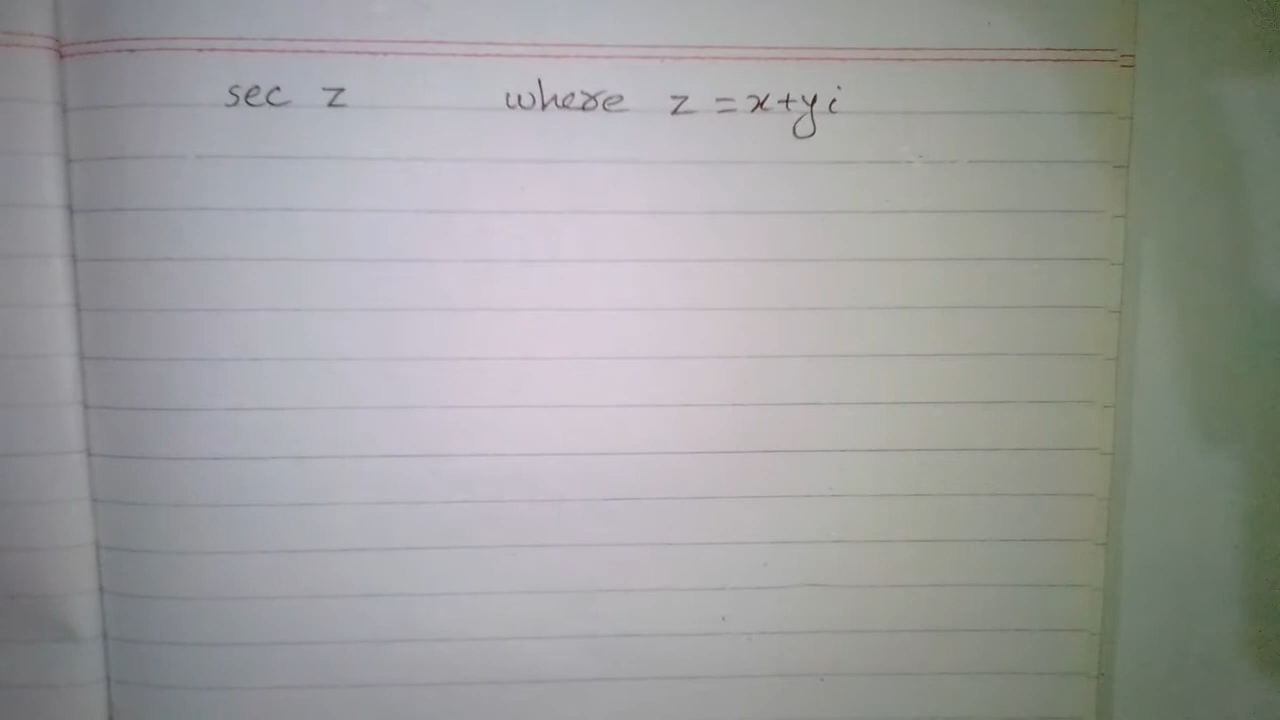 sec z where z = x+yi